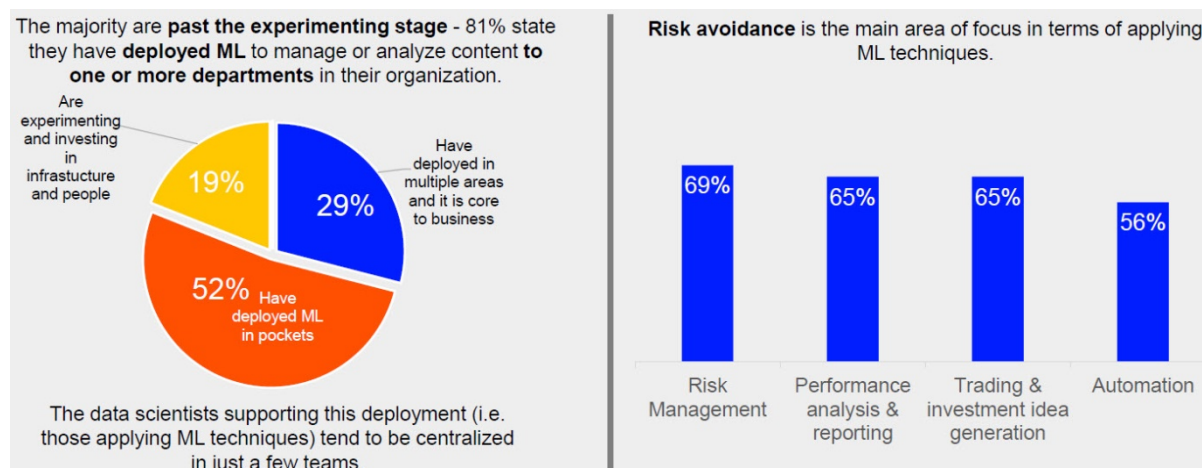 The majority are past the experimenting stage - 81% state
they have deployed ML to manage or analyze content to
one or more departments in their organization.
Are
experimenting
and investing
in
infrastucture
and people
19%
29%
Have
deployed in
multiple areas
and it is core
to business
52%
Have
deployed ML
in pockets
The data scientists supporting this deployment (i.e.
those applying ML techniques) tend to be centralized
in just a few teams
Risk avoidance is the main area of focus in terms of applying
ML techniques.
69%
65%
65%
56%
Risk
Management
Performance
analysis &
reporting
Trading &
investment idea
generation
Automation